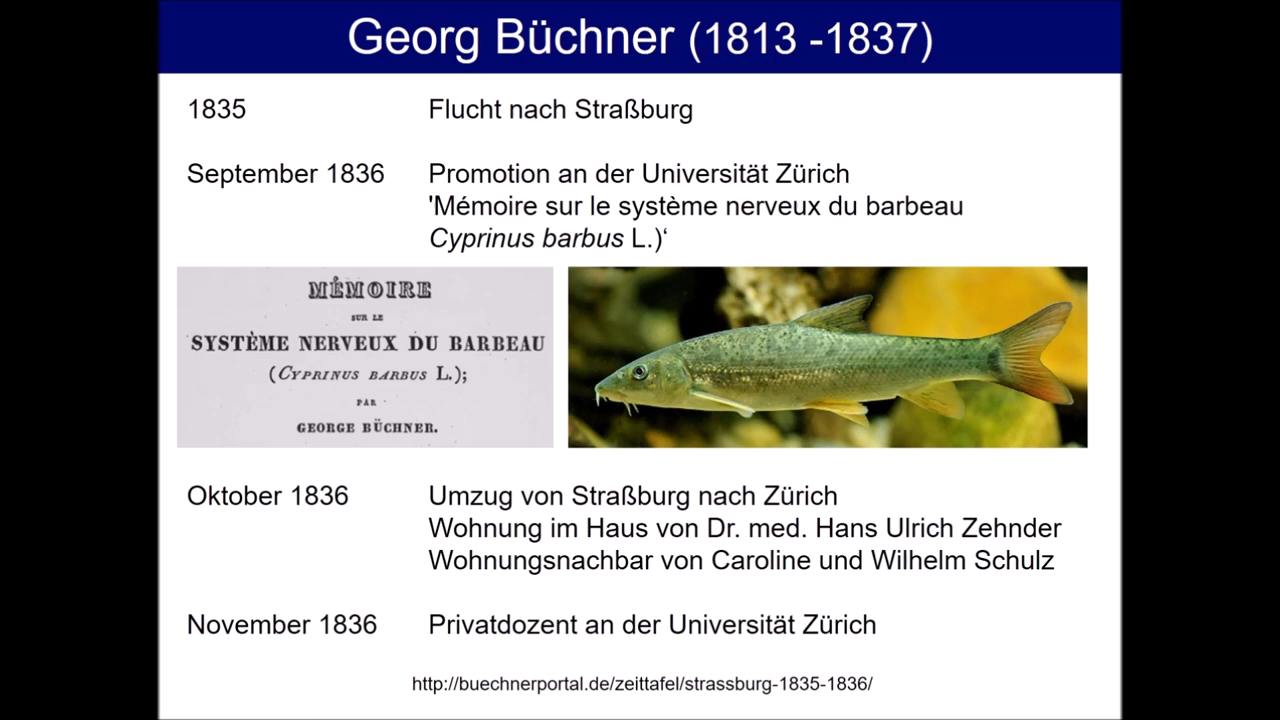 Georg Büchner (1813 -1837)
1835 Flucht nach Straßburg
September 1836 Promotion an der Universität Zürich
'Mémoire sur le système nerveux du barbeau
Cyprinus barbus L.)‘
MÉMOIRE
SUR LE
SYSTÈME NERVEUX DU BARBEAU
(CYPRINUS BARBUS L.);
PAR
GEORGE BÜCHNER.
Oktober 1836 Umzug von Straßburg nach Zürich
Wohnung im Haus von Dr. med. Hans Ulrich Zehnder
Wohnungsnachbar von Caroline und Wilhelm Schulz
November 1836 Privatdozent an der Universität Zürich
http://buechnerportal.de/zeittafel/strassburg-1835-1836/